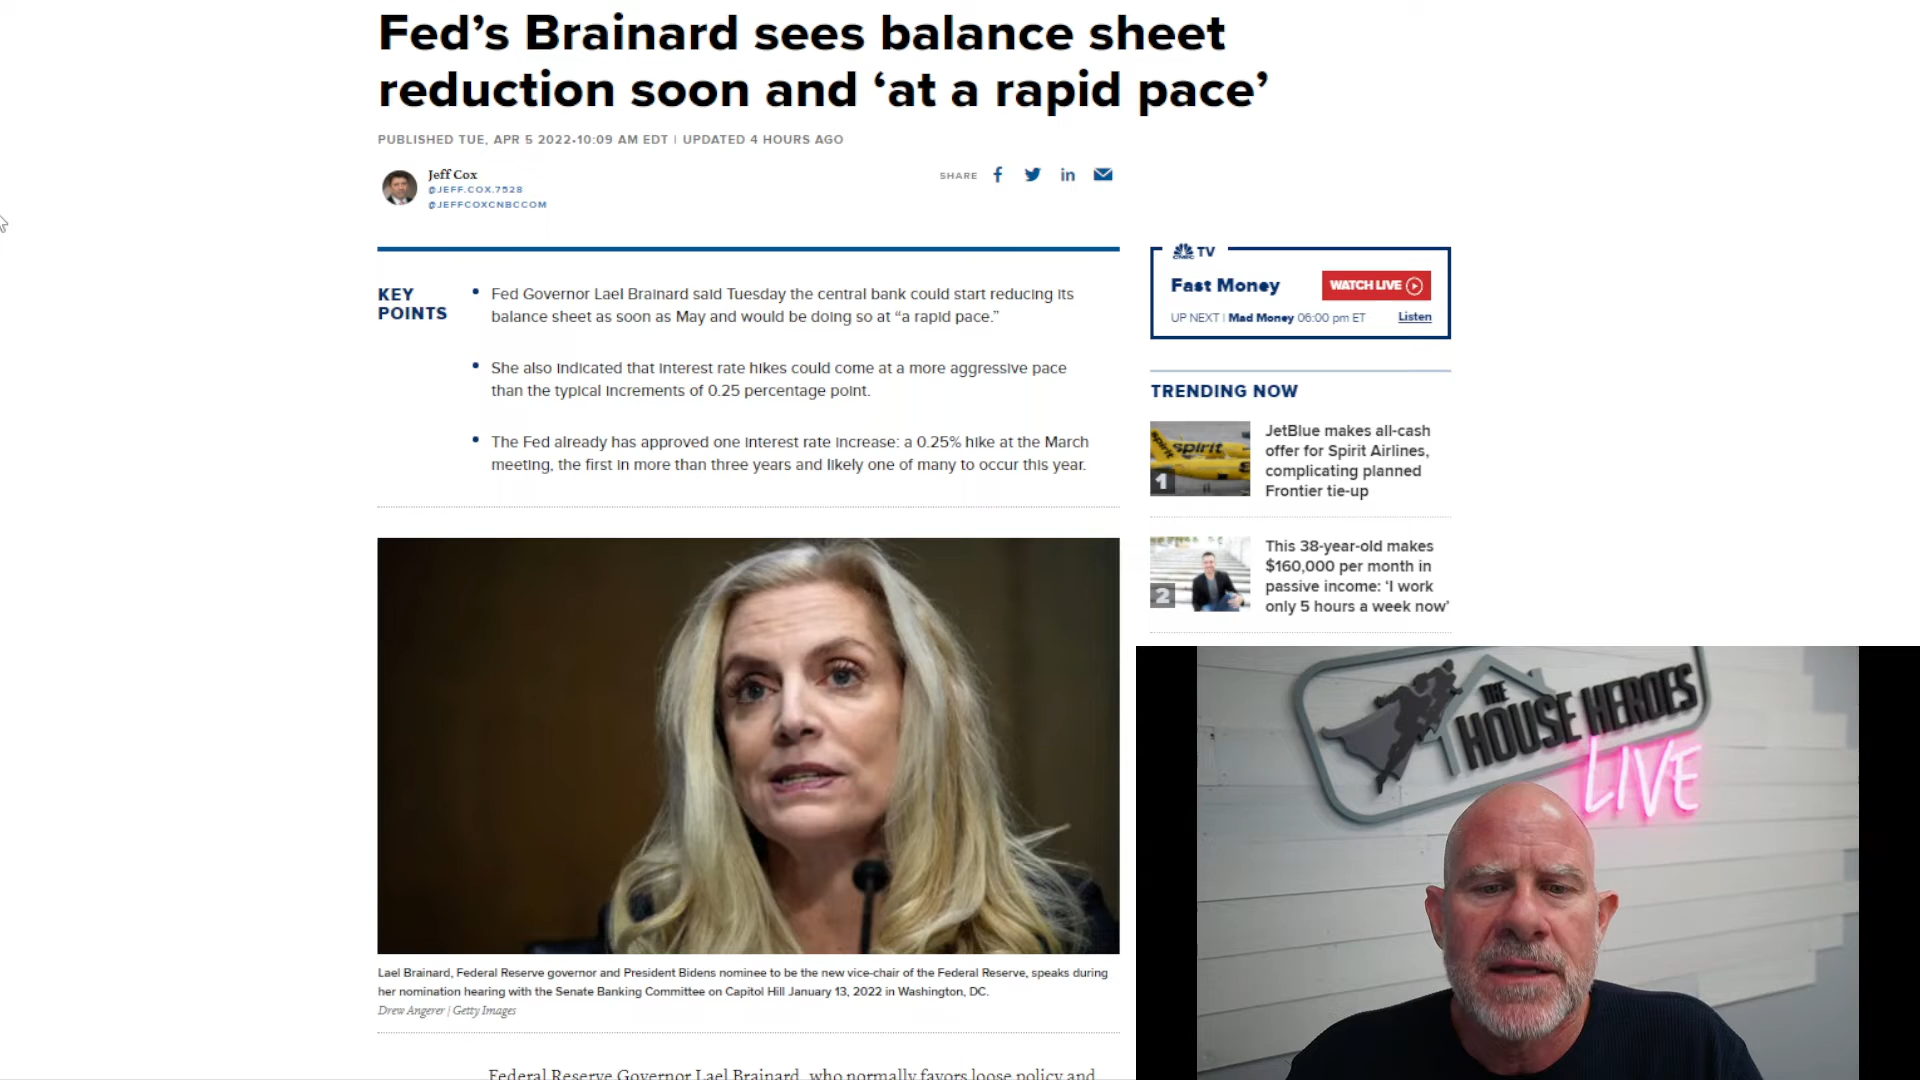 Fed’s Brainard sees balance sheet
reduction soon and ‘at a rapid pace’
PUBLISHED TUE, APR 5 2022•10:09 AM EDT | UPDATED 4 HOURS AGO
Jeff Cox
@JEFF.COX.7528
@JEFFCOXCNBCCOM
SHARE
KEY
POINTS
• Fed Governor Lael Brainard said Tuesday the central bank could start reducing its
balance sheet as soon as May and would be doing so at “a rapid pace.”
• She also indicated that interest rate hikes could come at a more aggressive pace
than the typical increments of 0.25 percentage point.
• The Fed already has approved one interest rate increase: a 0.25% hike at the March
meeting, the first in more than three years and likely one of many to occur this year.
Lael Brainard, Federal Reserve governor and President Bidens nominee to be the new vice-chair of the Federal Reserve, speaks during
her nomination hearing with the Senate Banking Committee on Capitol Hill January 13, 2022 in Washington, DC.
Drew Angerer | Getty Images
Federal Reserve Governor Lael Brainard, who normally favors loose policy and
CNBC TV
Fast Money
WATCH LIVE
UP NEXT | Mad Money 06:00 pm ET
Listen
TRENDING NOW
spirit
spirit
1
JetBlue makes all-cash
offer for Spirit Airlines,
complicating planned
Frontier tie-up
2
This 38-year-old makes
$160,000 per month in
passive income: ‘I work
only 5 hours a week now’
THE
HOUSE HEROES
LIVE